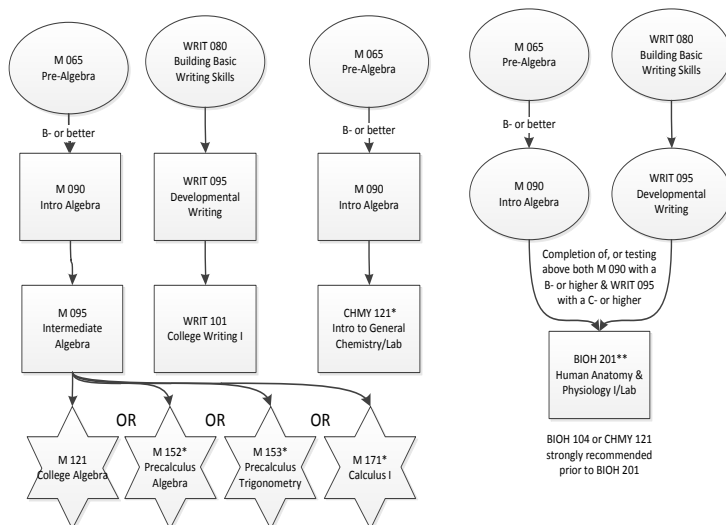 M 065
Pre-Algebra
WRIT 080
Building Basic
Writing Skills
M 065
Pre-Algebra
M 065
Pre-Algebra
WRIT 080
Building Basic
Writing Skills
B- or better
B- or better
B- or better
M 090
Intro Algebra
WRIT 095
Developmental
Writing
M 090
Intro Algebra
M 090
Intro Algebra
WRIT 095
Developmental
Writing
Completion of, or testing
above both M 090 with a
B- or higher & WRIT 095
with a C- or higher
M 095
Intermediate
Algebra
WRIT 101
College Writing I
CHMY 121*
Intro to General
Chemistry/Lab
BIOH 201**
Human Anatomy &
Physiology I/Lab
OR
OR
OR
M 121
College Algebra
M 152*
Precalculus
Algebra
M 153*
Precalculus
Trigonometry
M 171*
Calculus I
BIOH 104 or CHMY 121
strongly recommended
prior to BIOH 201